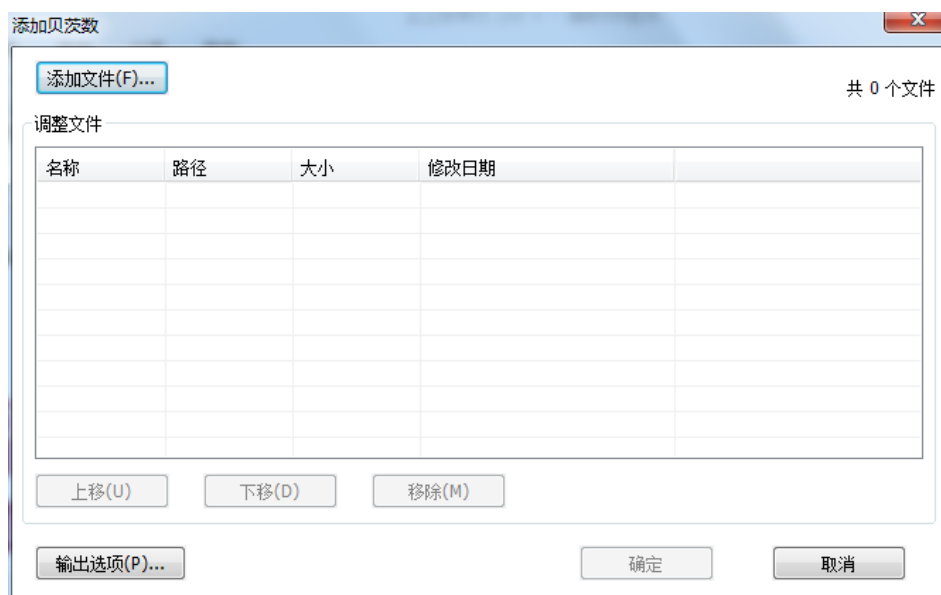 添加贝茨数
添加文件(F)...
共 0 个文件
调整文件
名称 路径 大小 修改日期
上移(U) 下移(D) 移除(M)
输出选项(P)... 确定 取消